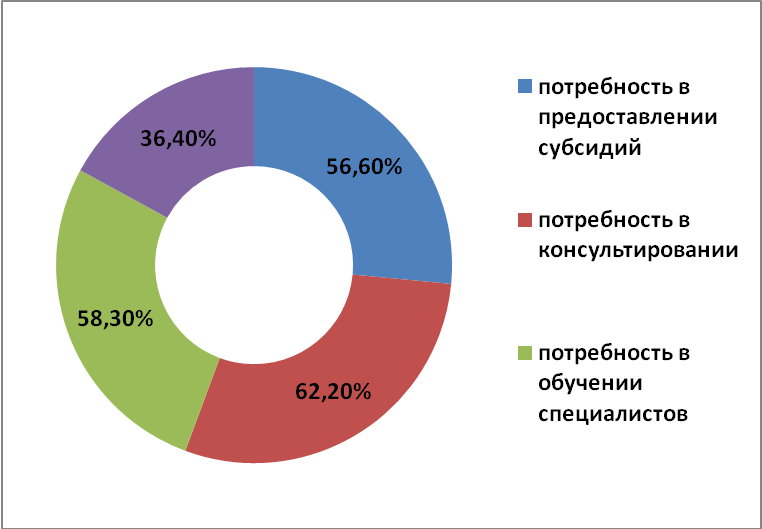 36,40%
56,60%
58,30%
62,20%
потребность в
предоставлении
субсидий
потребность в
консультировании
потребность в
обучении
специалистов